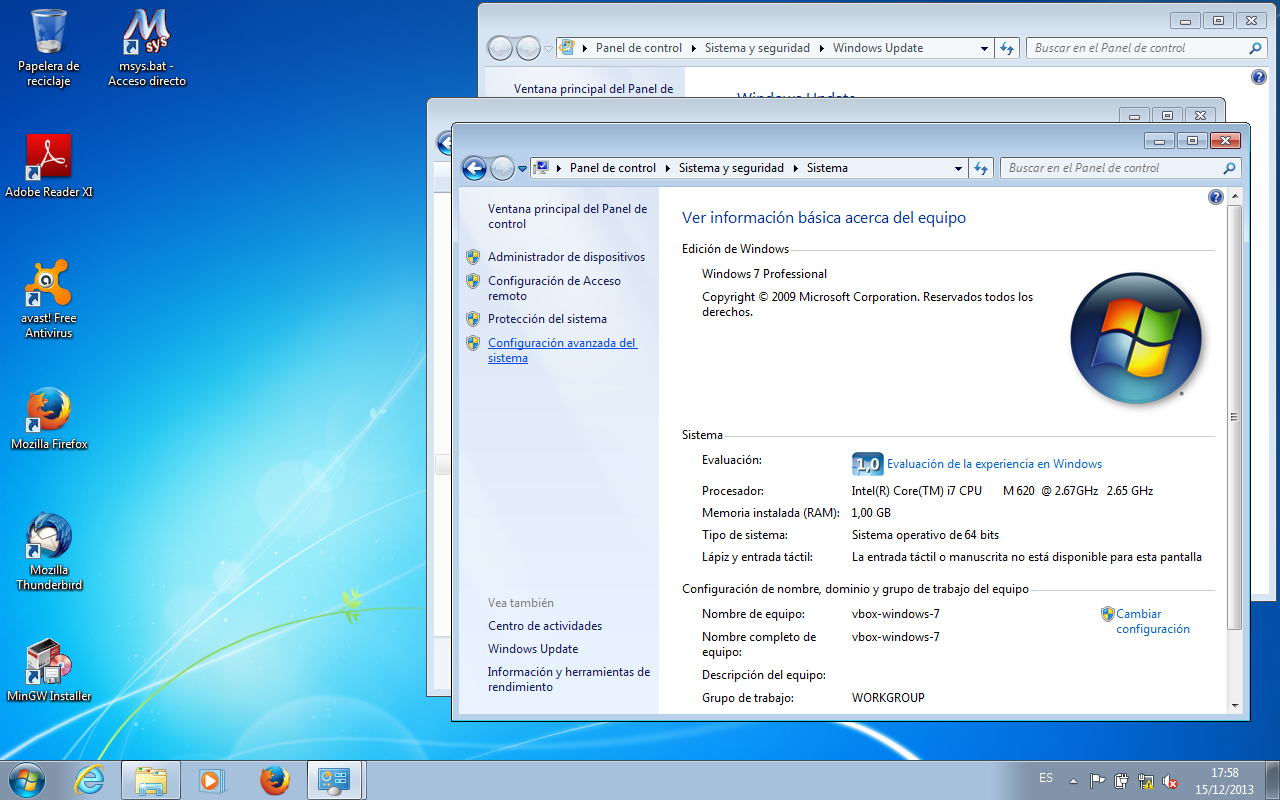 Papelera de
reciclaje
Msys
msys.bat -
Acceso directo
Adobe Reader XI
avast! Free
Antivirus
Mozilla Firefox
Mozilla
Thunderbird
MinGW Installer
Panel de control
Sistema y seguridad
Windows Update
Buscar en el Panel de control
Ventana principal del Panel de
Windows Update
Panel de control
Sistema y seguridad
Sistema
Buscar en el Panel de control
Ventana principal del Panel de
control
Administrador de dispositivos
Configuración de Acceso
remoto
Protección del sistema
Configuración avanzada del
sistema
Vea también
Centro de actividades
Windows Update
Información y herramientas de
rendimiento
Ver información básica acerca del equipo
Edición de Windows
Windows 7 Professional
Copyright © 2009 Microsoft Corporation. Reservados todos los
derechos.
Sistema
Evaluación: 1,0 Evaluación de la experiencia en Windows
Procesador: Intel(R) Core(TM) i7 CPU M 620 @ 2.67GHz 2.65 GHz
Memoria instalada (RAM): 1,00 GB
Tipo de sistema: Sistema operativo de 64 bits
Lápiz y entrada táctil: La entrada táctil o manuscrita no está disponible para esta pantalla
Configuración de nombre, dominio y grupo de trabajo del equipo
Nombre de equipo: vbox-windows-7
Cambiar
configuración
Nombre completo de
equipo:
vbox-windows-7
Descripción del equipo:
Grupo de trabajo: WORKGROUP
ES
17:58
15/12/2013